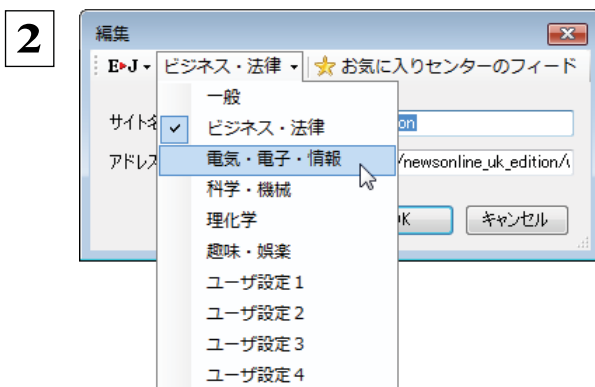 2
編集
E▸J ビジネス・法律 お気に入りセンターのフィード
一般
サイト名 on
ビジネス・法律
アドレス /newsonline_uk_edition/
電気・電子・情報
科学・機械
理化学 キャンセル
趣味・娯楽
ユーザ設定1
ユーザ設定2
ユーザ設定3
ユーザ設定4